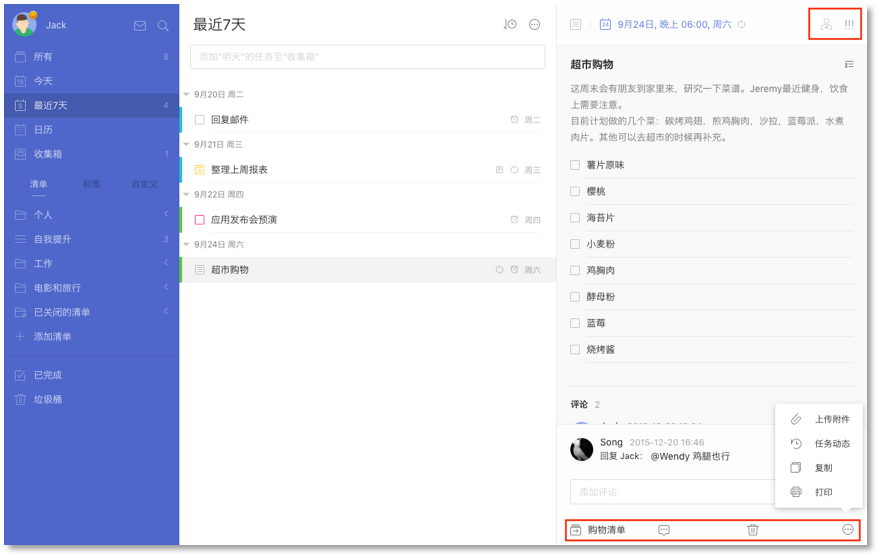 Jack
所有 8
今天
最近7天 4
日历
收集箱 1
清单 标签 自定义
个人
自我提升 3
工作
电影和旅行
已关闭的清单
添加清单
已完成
垃圾桶
最近7天
添加“明天”的任务至“收集箱”
9月20日 周二
回复邮件 周二
9月21日 周三
整理上周报表 周三
9月22日 周四
应用发布会预演 周四
9月24日 周六
超市购物 周六
9月24日, 晚上 06:00, 周六
超市购物
这周末会有朋友到家里来，研究一下菜谱。Jeremy最近健身，饮食
上需要注意。
目前计划做的几个菜：碳烤鸡翅，煎鸡胸肉，沙拉，蓝莓派，水煮
肉片。其他可以去超市的时候再补充。
薯片原味
樱桃
海苔片
小麦粉
鸡胸肉
酵母粉
蓝莓
烧烤酱
评论 2
Song 2015-12-20 16:46
回复 Jack： @Wendy 鸡腿也行
添加评论
购物清单
上传附件
任务动态
复制
打印